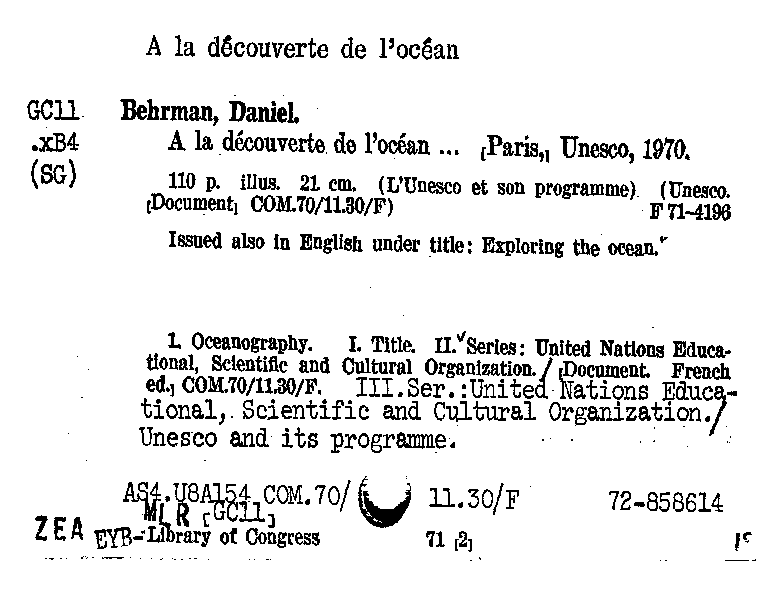 A la découverte de l'océan
GC11 Behrman, Daniel.
.xB4 A la découverte de l'océan ... [Paris,] Unesco, 1970.
(SG)
110 p. illus. 21 cm. (L'Unesco et son programme) (Unesco.
[Document] COM.70/11.30/F) F 71-4196
Issued also in English under title: Exploring the ocean.
1. Oceanography. I. Title. II. Series: United Nations Educa-
tional, Scientific and Cultural Organization./ [Document. French
ed.] COM.70/11.30/F. III.Ser.:United Nations Educa-
tional, Scientific and Cultural Organization./
Unesco and its programme.
AS4.U8A154 COM.70/ 11.30/F 72-858614
MLR [GC11]
ZEA EYB-Library of Congress 71 [2]